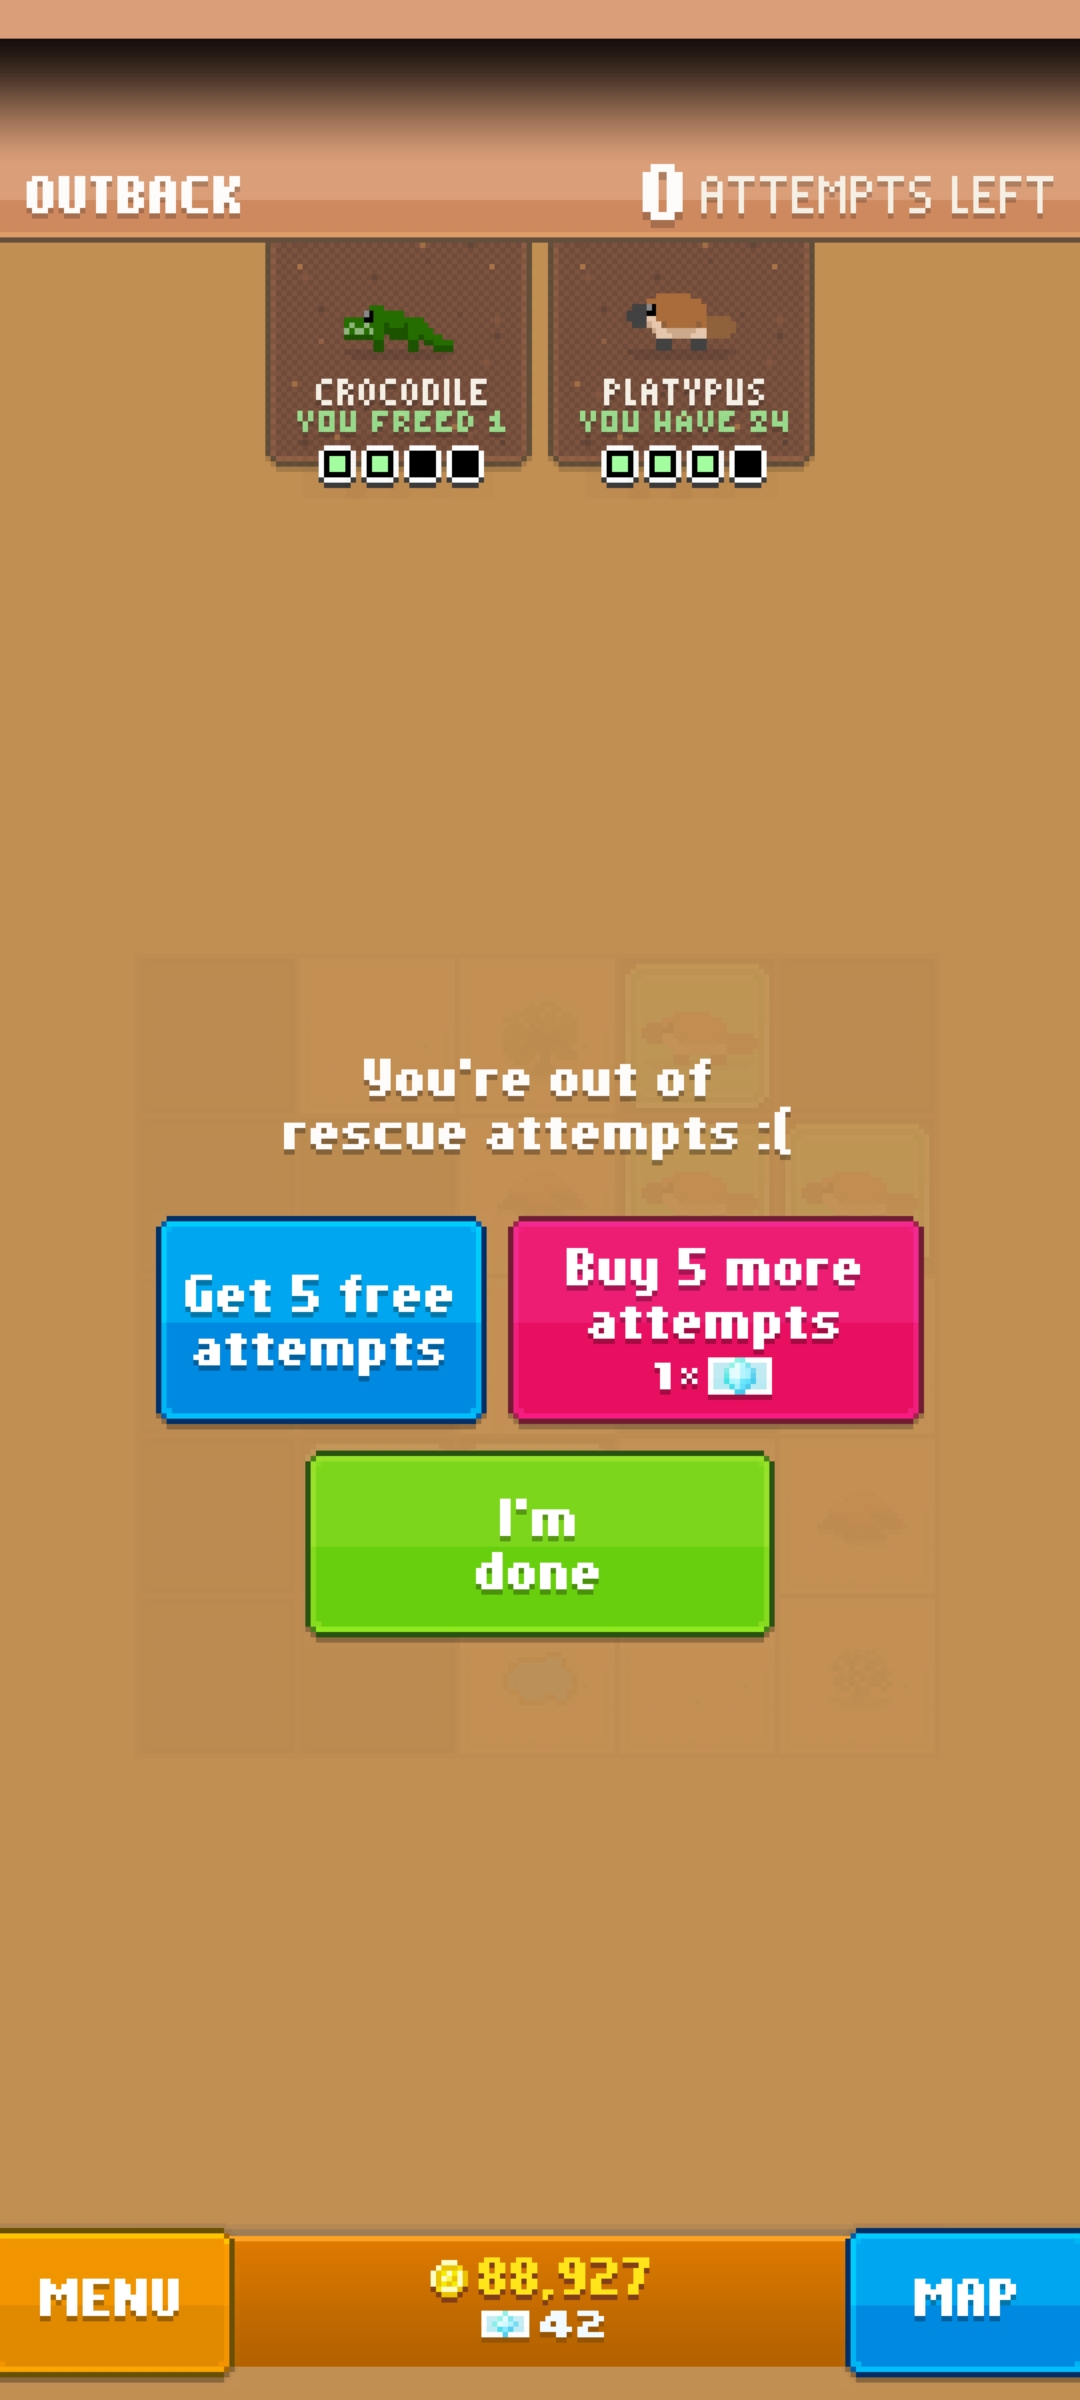 OUTBACK
0 ATTEMPTS LEFT
CROCODILE
YOU FREED 1
PLATYPUS
YOU HAVE 24
You're out of
rescue attempts :(
Get 5 free
attempts
Buy 5 more
attempts
1×
I'm
done
MENU
88,927
42
MAP